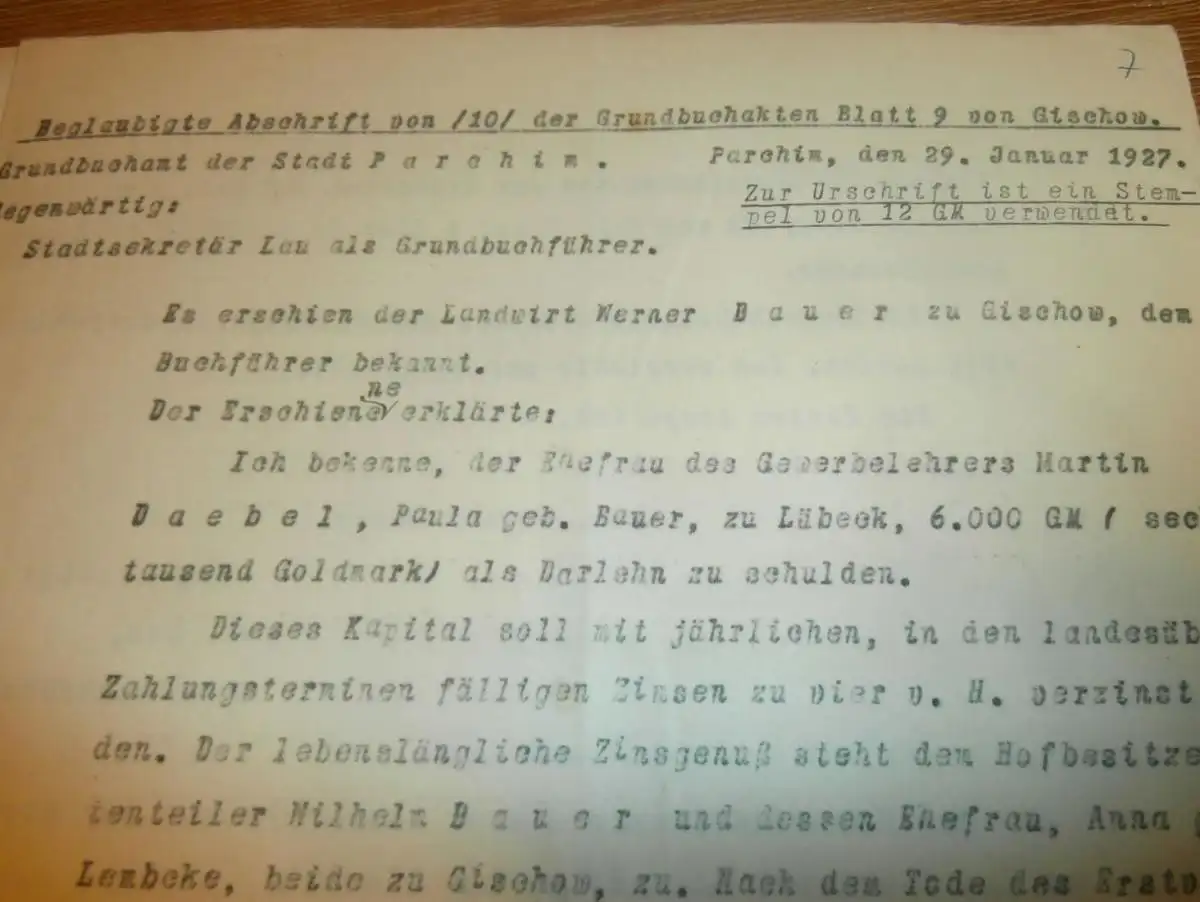 7
Beglaubigte Abschrift von /10/ der Grundbuchakten Blatt 9 von Gischow.
Grundbuchamt der Stadt P a r c h i m . Parchim, den 29. Januar 1927.
Gegenwärtig: Zur Urschrift ist ein Stem-
pel von 12 GM verwendet.
Stadtsekretär Lau als Grundbuchführer.
Es erschien der Landwirt Werner B a u e r zu Gischow, dem
Buchführer bekannt.
ne
Der Erschiene erklärte:
Ich bekenne, der Ehefrau des Gewerbelehrers Martin
D a e b e l , Paula geb. Bauer, zu Lübeck, 6.000 GM / sec
tausend Goldmark/ als Darlehn zu schulden.
Dieses Kapital soll mit jährlichen, in den landesüb
Zahlungsterminen fälligen Zinsen zu vier v. H. verzinst
den. Der lebenslängliche Zinsgenuß steht dem Hofbesitze
tenteiler Wilhelm B a u e r und dessen Ehefrau, Anna
Lembcke, beide zu Gischow, zu. Nach dem Tode des Erstv